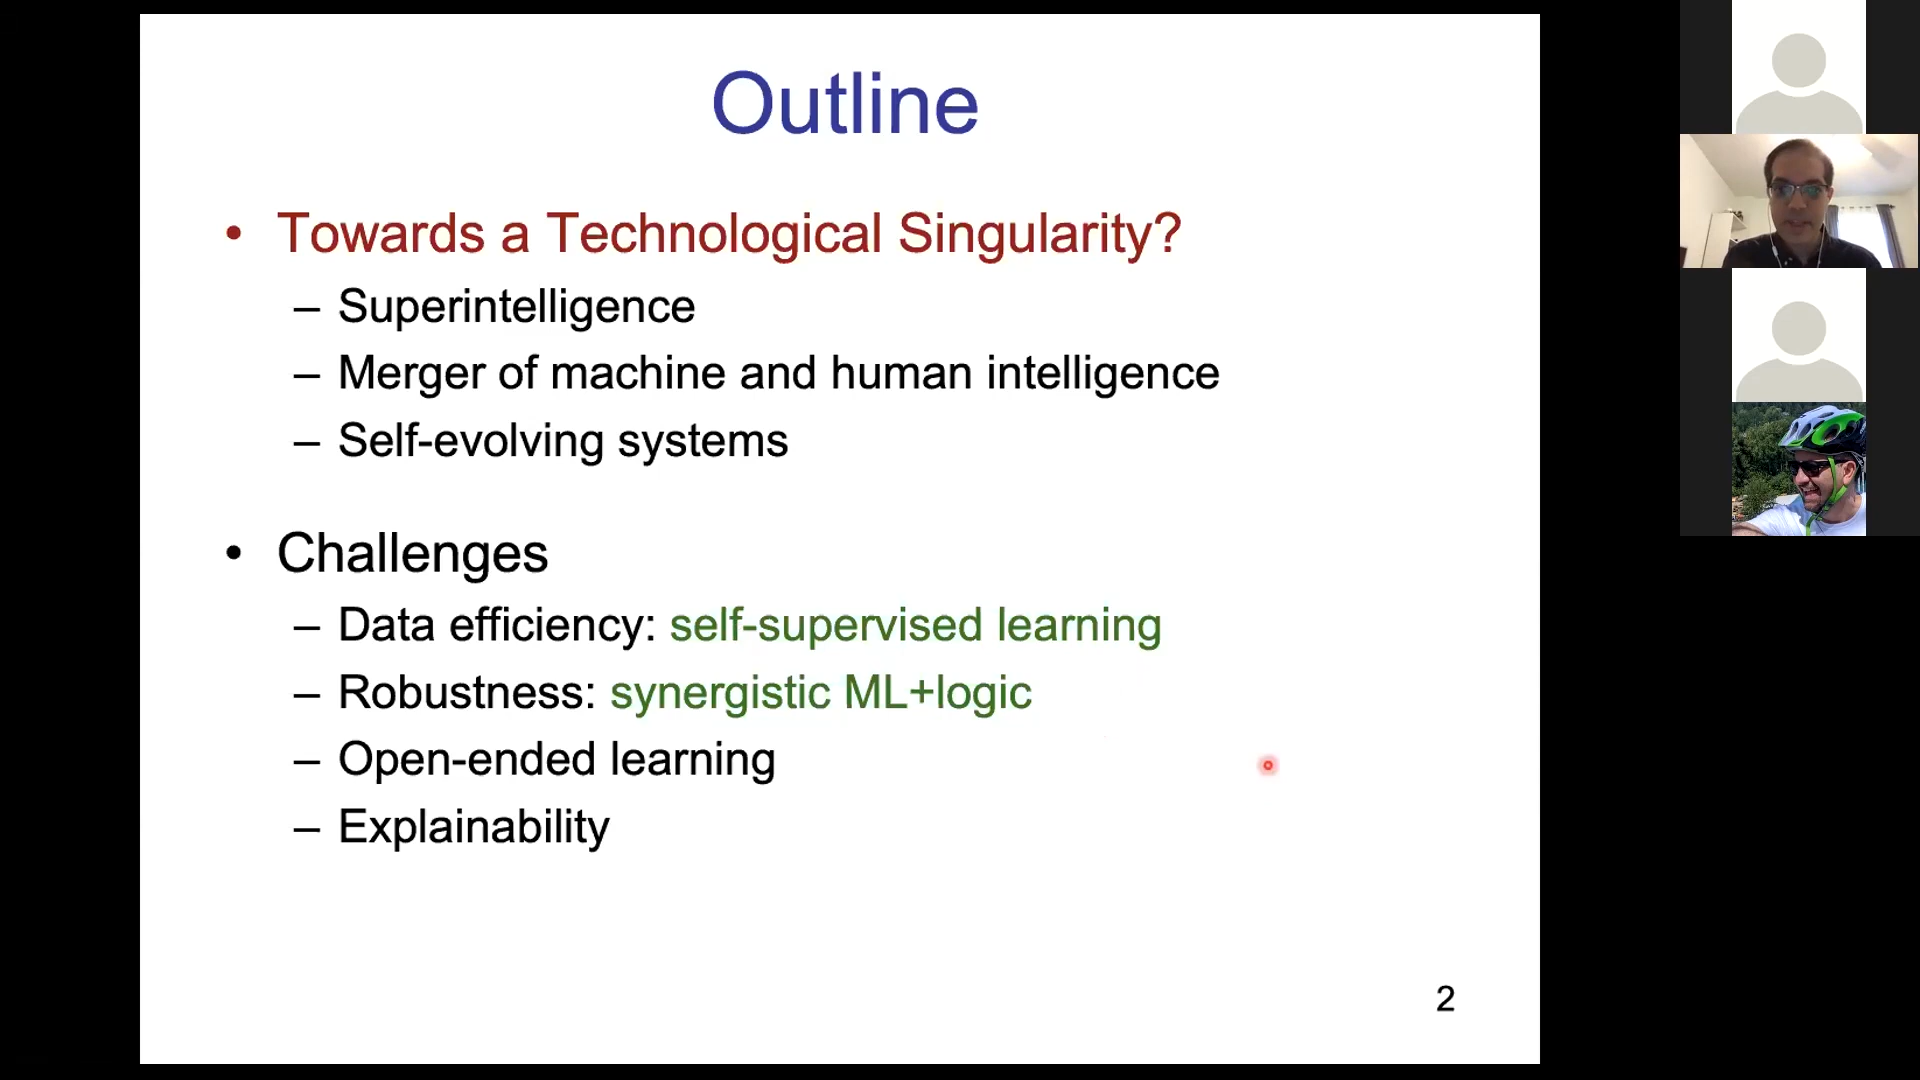 Outline
• Towards a Technological Singularity?
– Superintelligence
– Merger of machine and human intelligence
– Self-evolving systems
• Challenges
– Data efficiency: self-supervised learning
– Robustness: synergistic ML+logic
– Open-ended learning
– Explainability
2